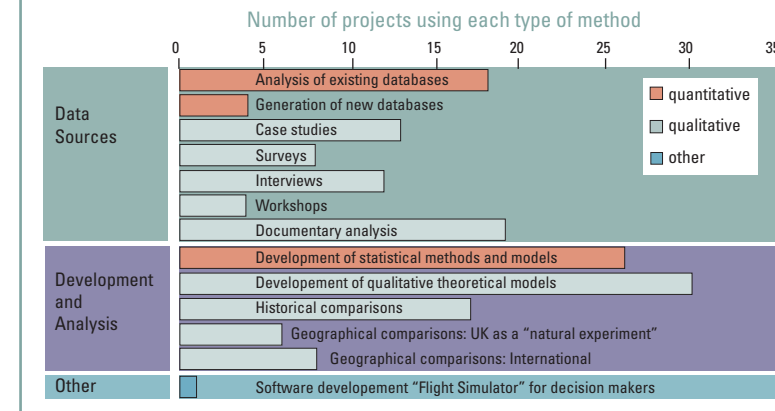 Number of projects using each type of method
0 5 10 15 20 25 30 35
Data
Sources
Analysis of existing databases
Generation of new databases
Case studies
Surveys
Interviews
Workshops
Documentary analysis
quantitative
qualitative
other
Development
and
Analysis
Development of statistical methods and models
Developement of qualitative theoretical models
Historical comparisons
Geographical comparisons: UK as a “natural experiment”
Geographical comparisons: International
Other
Software developement “Flight Simulator” for decision makers